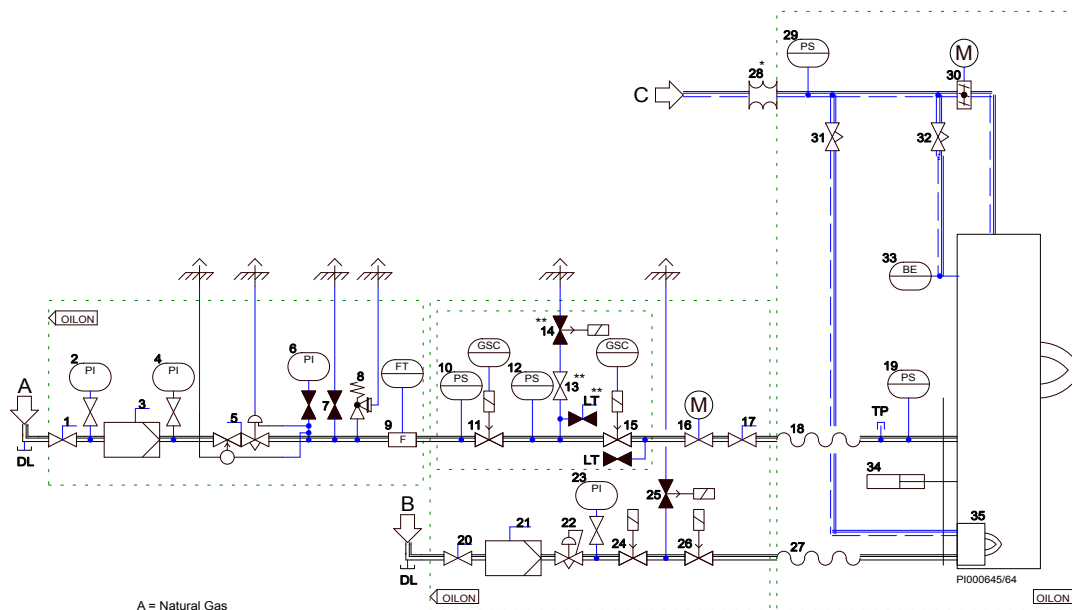 29
PS
M
28 *
30
C
31
32
33
BE
OILON
2
PI
4
PI
6
PI
8
FT
GSC
** 14
GSC
10
PS
12
PS
13 **
LT **
19
PS
A
1
3
5
7
9
F
11
15
M
16
17
18
TP
DL
LT
34
B
23
PI
25
35
20
21
22
24
26
27
DL
PI000645/64
OILON
OILON
A = Natural Gas